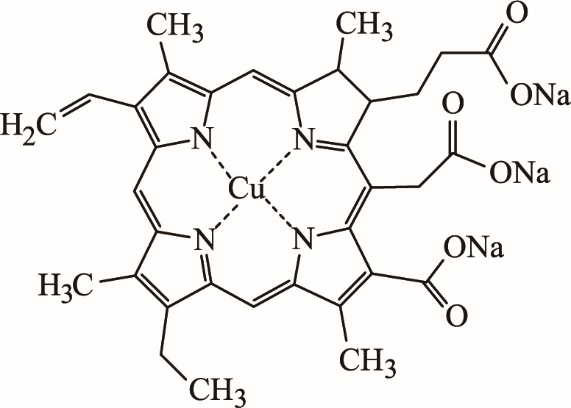 CH3 CH3 O
ONa
H2C O
N N
Cu ONa
N N ONa
H3C O
CH3
CH3